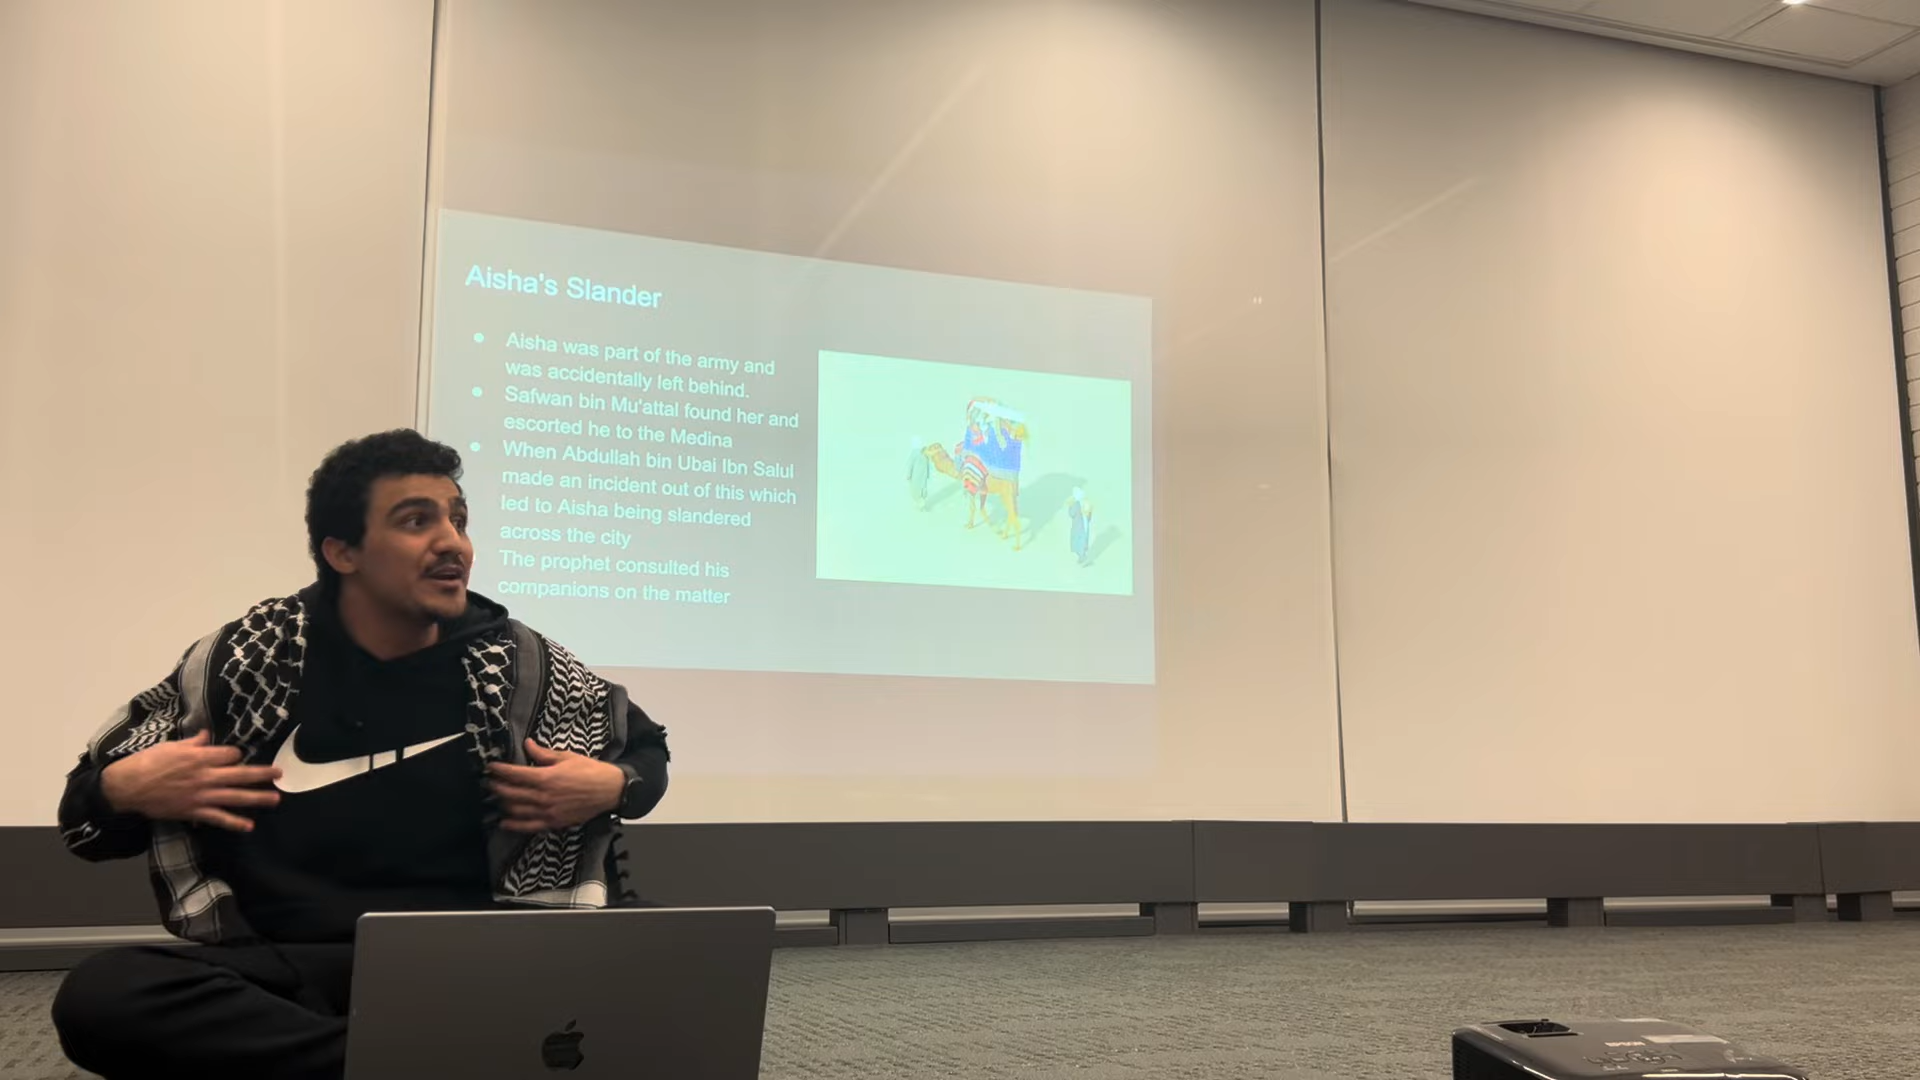 Aisha's Slander
Aisha was part of the army and
was accidentally left behind.
Safwan bin Mu'attal found her and
escorted he to the Medina
When Abdullah bin Ubai Ibn Salul
made an incident out of this which
led to Aisha being slandered
across the city
The prophet consulted his
companions on the matter
EPSON